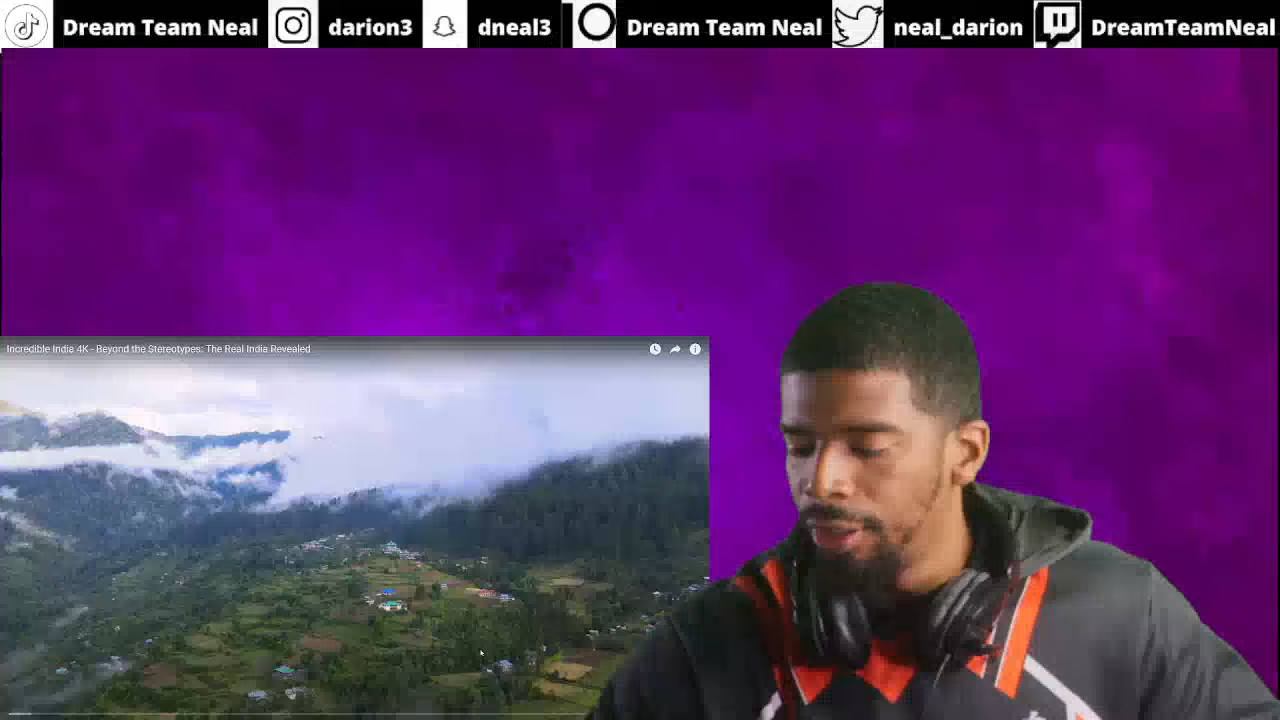 Dream Team Neal darion3 dneal3 Dream Team Neal neal_darion DreamTeamNeal
Incredible India 4K - Beyond the Stereotypes: The Real India Revealed